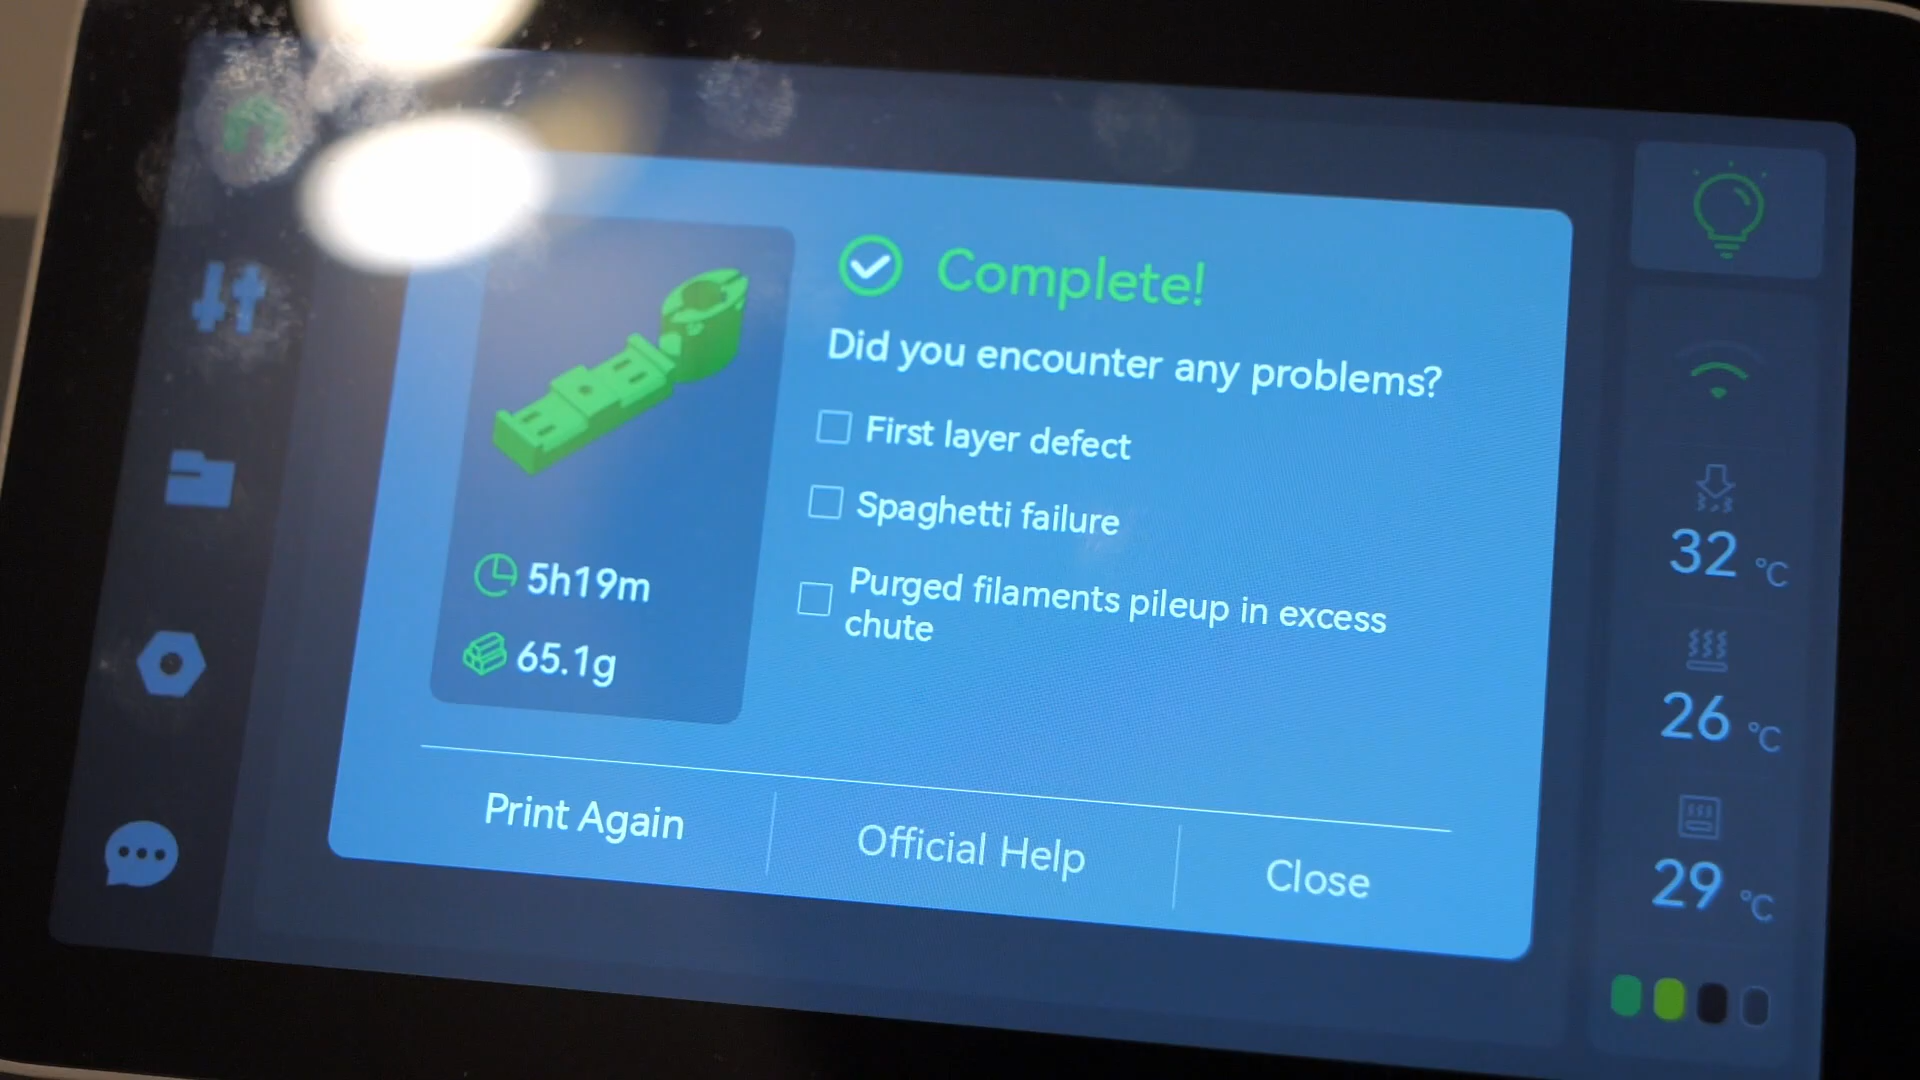 Complete!
Did you encounter any problems?
First layer defect
Spaghetti failure
Purged filaments pileup in excess
chute
5h19m
65.1g
Print Again
Official Help
Close
32 °C
26 °C
29 °C